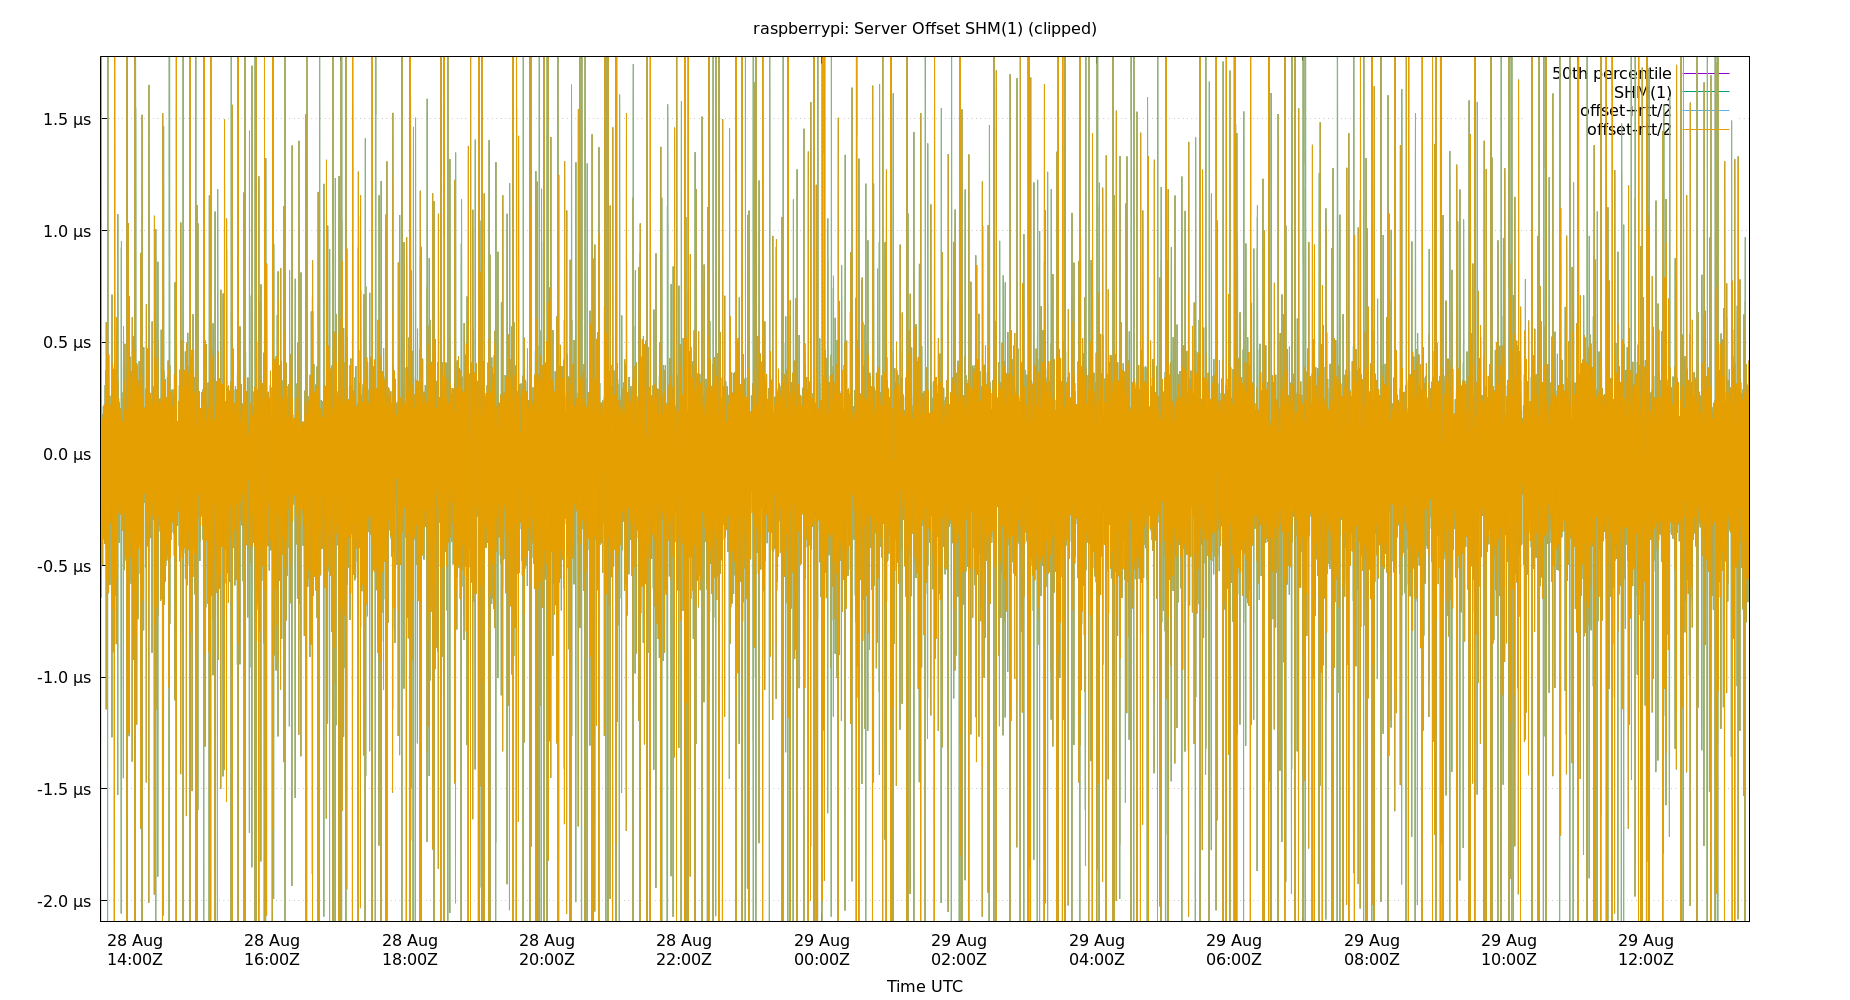 raspberrypi: Server Offset SHM(1) (clipped)
50th percentile
SHM(1)
offset+rtt/2
offset-rtt/2
1.5 µs
1.0 µs
0.5 µs
0.0 µs
-0.5 µs
-1.0 µs
-1.5 µs
-2.0 µs
28 Aug 28 Aug 28 Aug 28 Aug 28 Aug 29 Aug 29 Aug 29 Aug 29 Aug 29 Aug 29 Aug 29 Aug
14:00Z 16:00Z 18:00Z 20:00Z 22:00Z 00:00Z 02:00Z 04:00Z 06:00Z 08:00Z 10:00Z 12:00Z
Time UTC